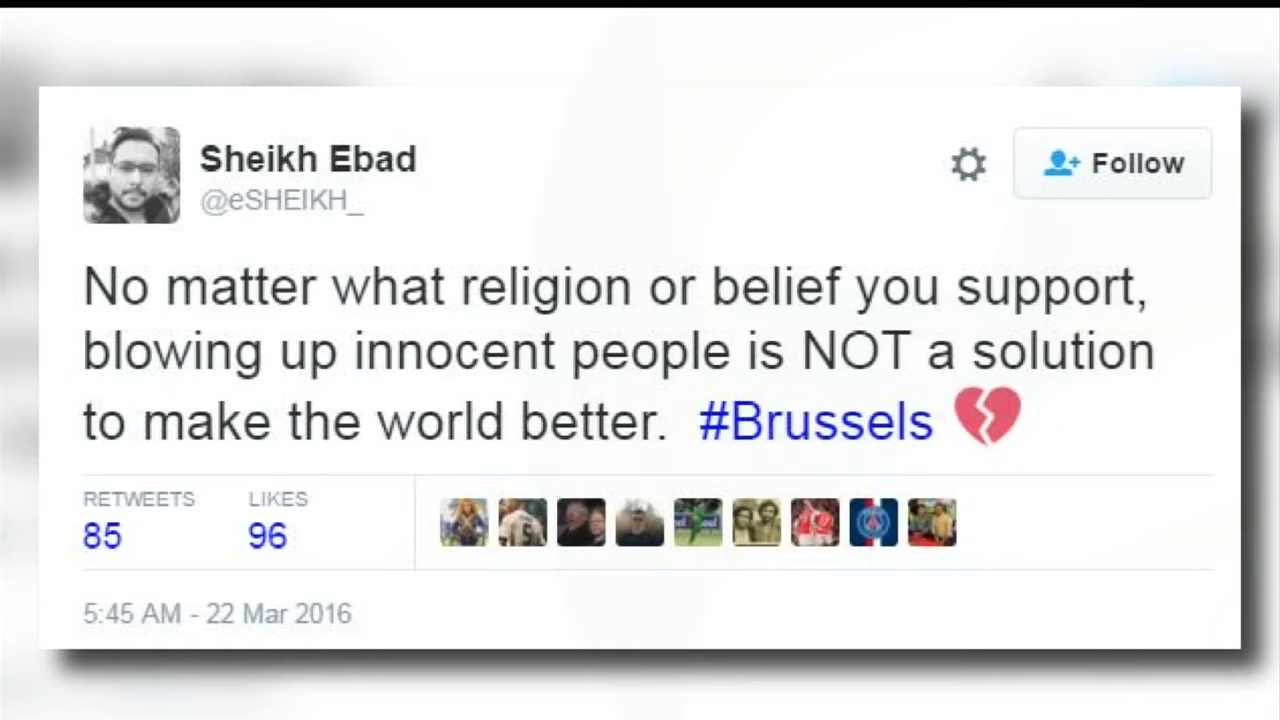 Sheikh Ebad
@eSHEIKH_
Follow
No matter what religion or belief you support,
blowing up innocent people is NOT a solution
to make the world better. #Brussels 💔
RETWEETS LIKES
85 96
5:45 AM - 22 Mar 2016